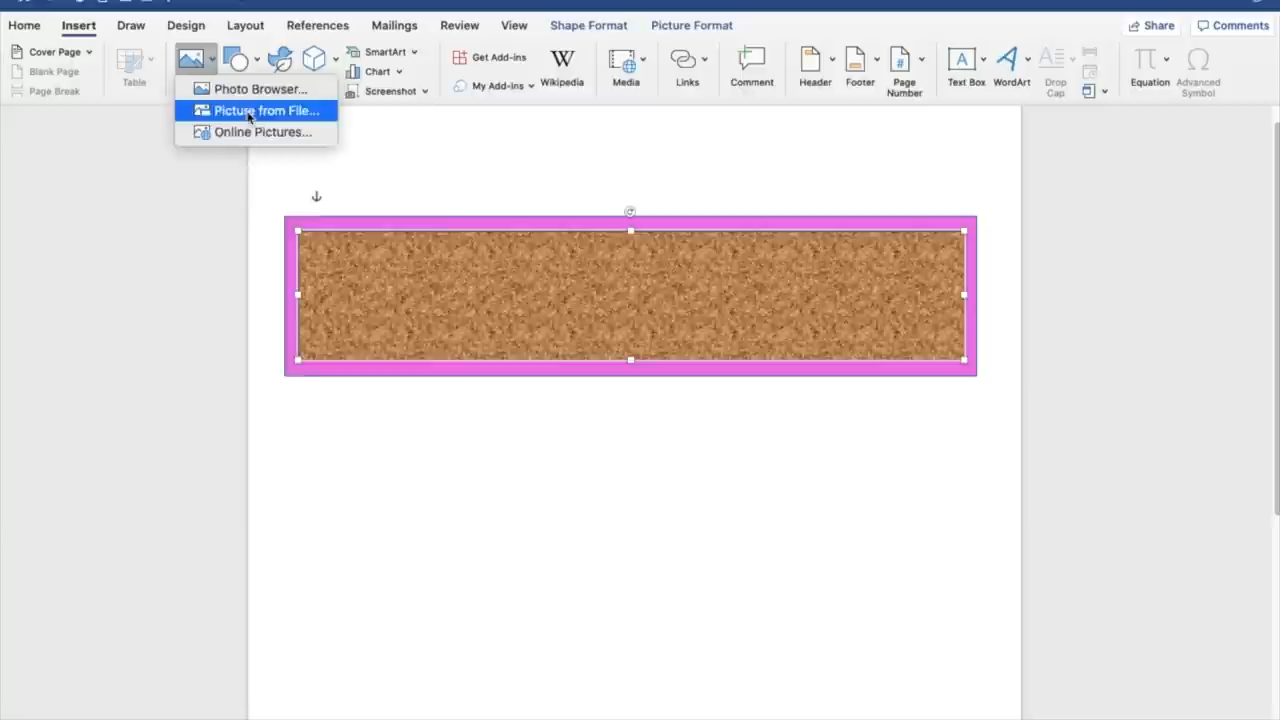 Home Insert Draw Design Layout References Mailings Review View Shape Format Picture Format Share Comments
Cover Page
Blank Page
Page Break
Table
SmartArt
Chart
Screenshot
Get Add-ins
My Add-ins
Wikipedia
Media
Links
Comment
Header
Footer
Page
Number
Text Box
WordArt
Drop
Cap
Equation
Advanced
Symbol
Photo Browser...
Picture from File...
Online Pictures...